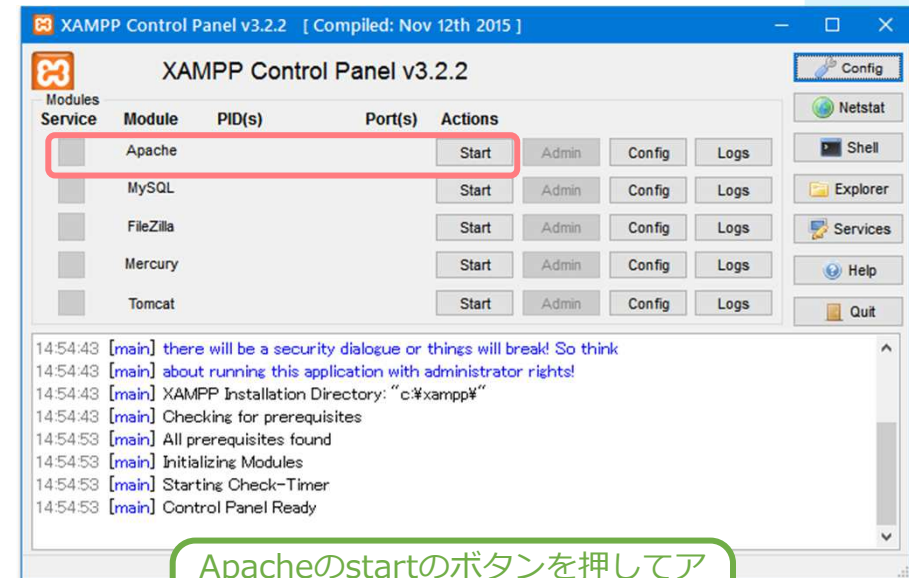 XAMPP Control Panel v3.2.2 [ Compiled: Nov 12th 2015 ]
XAMPP Control Panel v3.2.2
Config
Modules
Service Module PID(s) Port(s) Actions
Netstat
Apache Start Admin Config Logs
Shell
MySQL Start Admin Config Logs
Explorer
FileZilla Start Admin Config Logs
Services
Mercury Start Admin Config Logs
Help
Tomcat Start Admin Config Logs
Quit
14:54:43 [main] there will be a security dialogue or things will break! So think
14:54:43 [main] about running this application with administrator rights!
14:54:43 [main] XAMPP Installation Directory: "c:¥xampp¥"
14:54:43 [main] Checking for prerequisites
14:54:53 [main] All prerequisites found
14:54:53 [main] Initializing Modules
14:54:53 [main] Starting Check-Timer
14:54:53 [main] Control Panel Ready
Apacheのstartのボタンを押してア